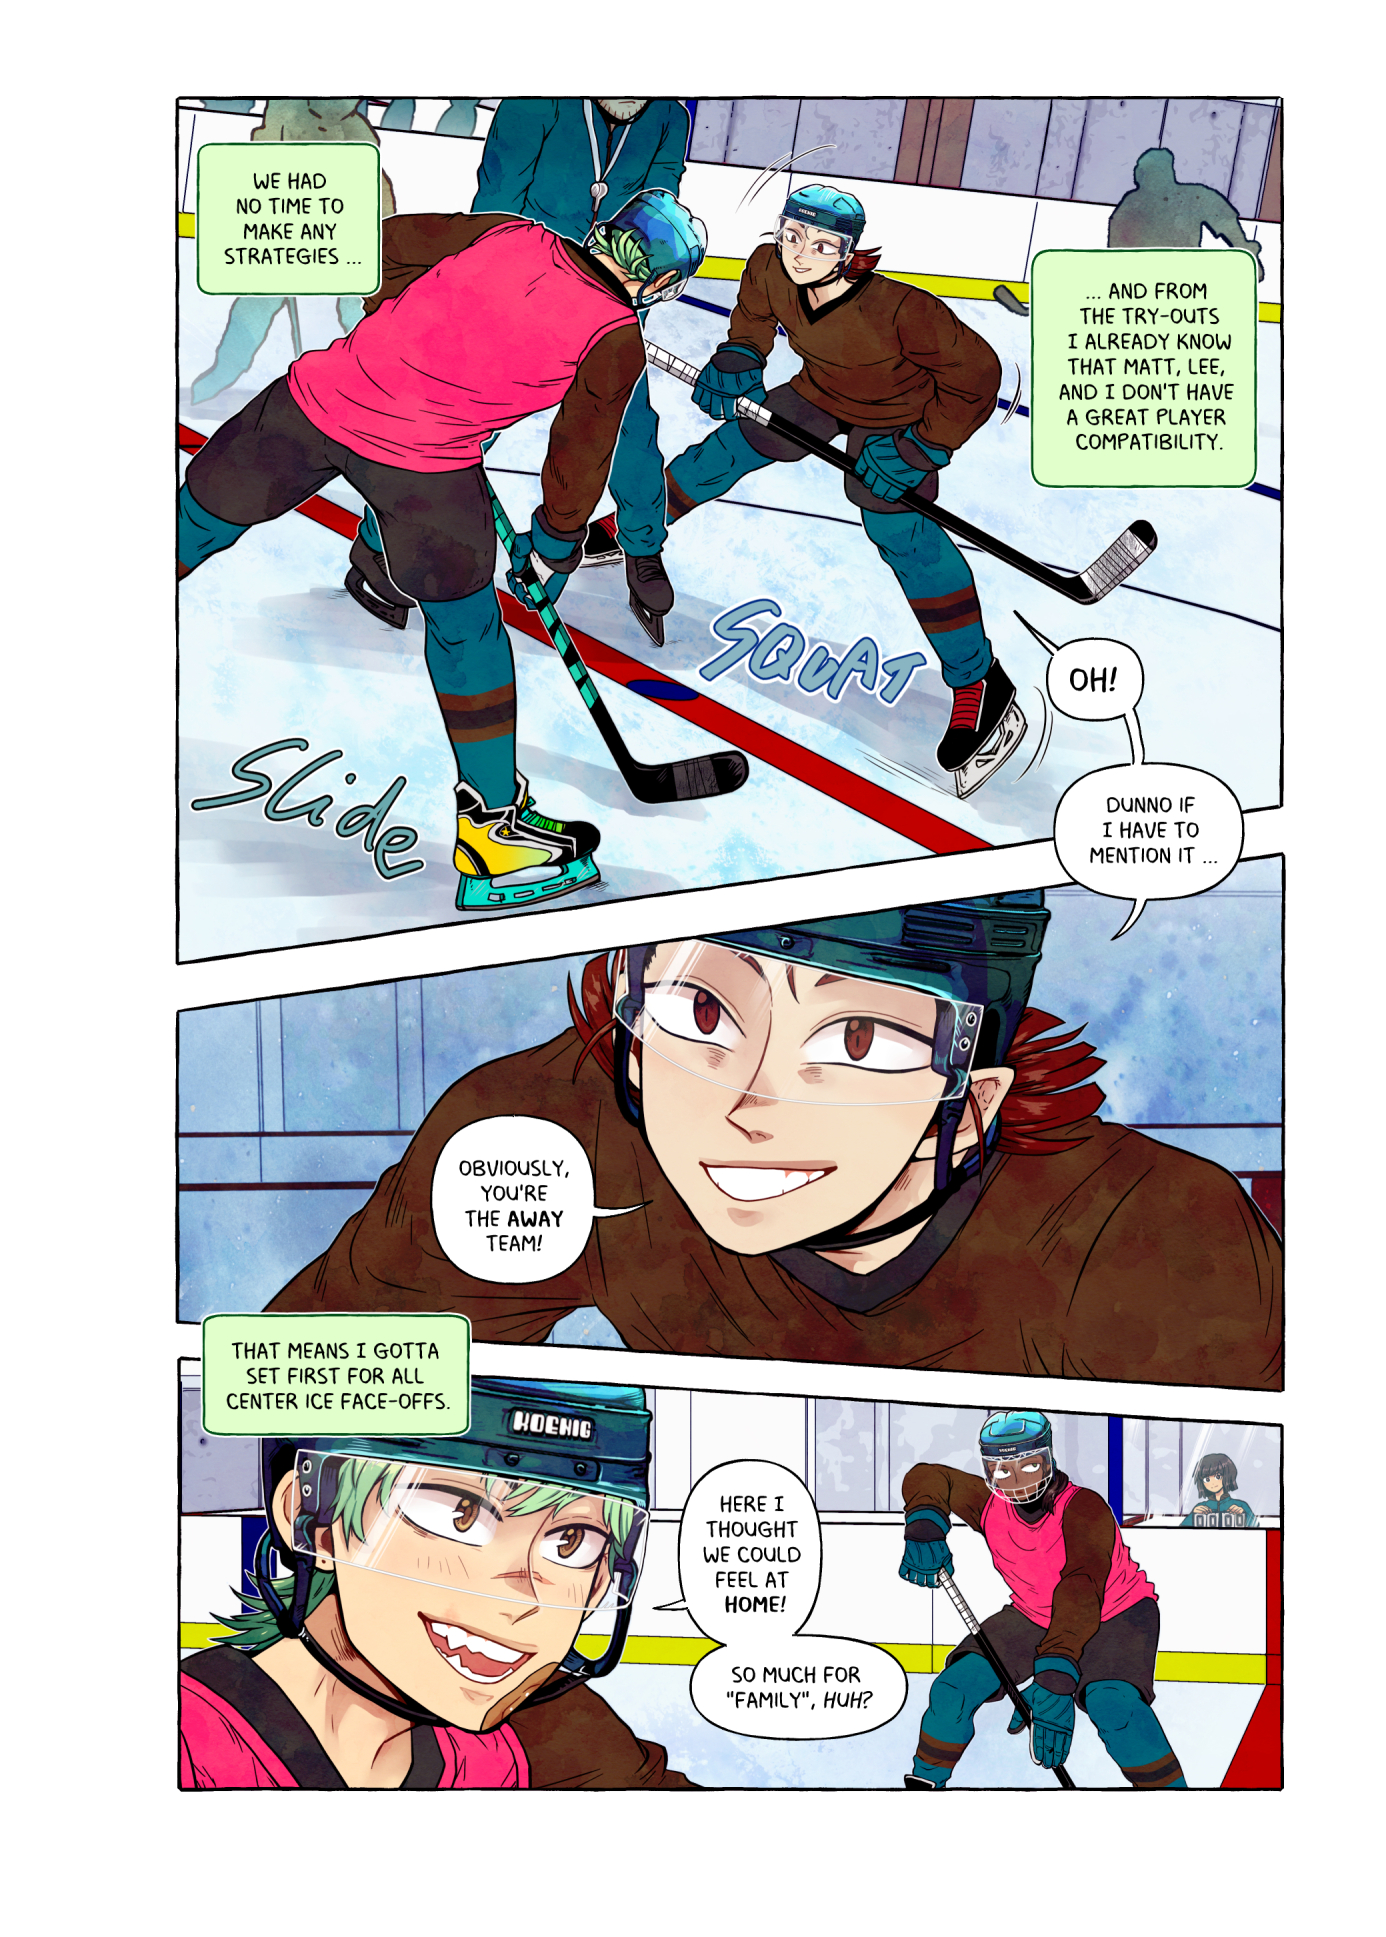 WE HAD
NO TIME TO
MAKE ANY
STRATEGIES ...
KOENIG
... AND FROM
THE TRY-OUTS
I ALREADY KNOW
THAT MATT, LEE,
AND I DON'T HAVE
A GREAT PLAYER
COMPATIBILITY.
SQUAT
SLide
OH!
DUNNO IF
I HAVE TO
MENTION IT ...
OBVIOUSLY,
YOU'RE
THE AWAY
TEAM!
THAT MEANS I GOTTA
SET FIRST FOR ALL
CENTER ICE FACE-OFFS.
KOENIG
HERE I
THOUGHT
WE COULD
FEEL AT
HOME!
SO MUCH FOR
"FAMILY", HUH?
KOENIG